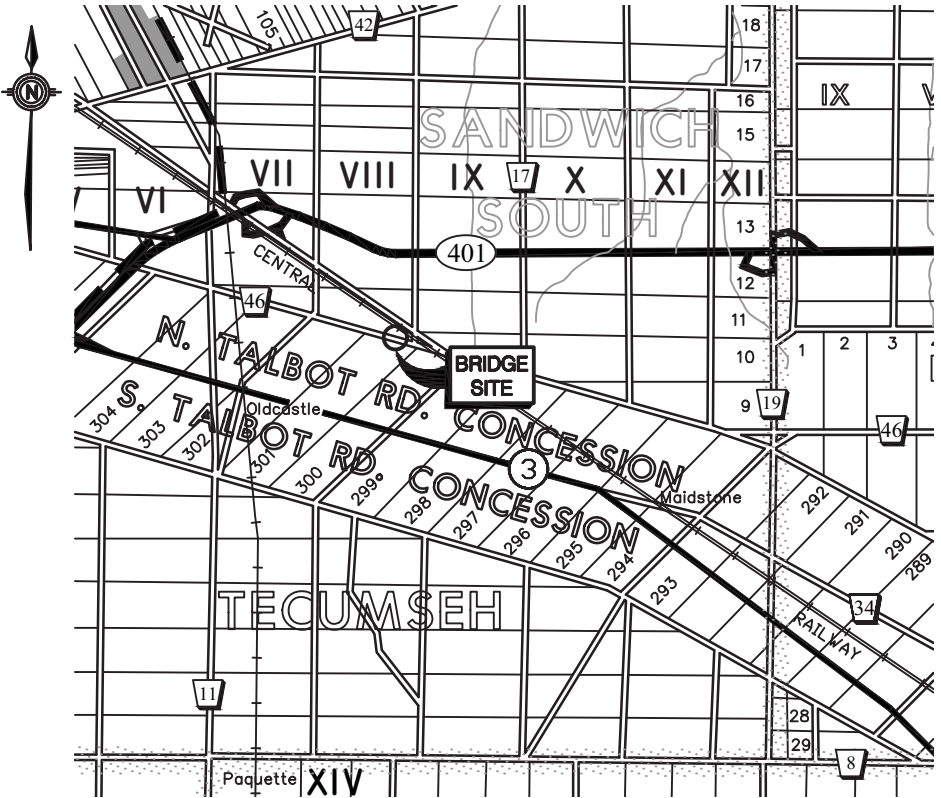 105
42
18
17
N
16
IX
SANDWICH
15
VII
VIII
IX
17
X
XI
XII
VI
SOUTH
13
401
CENTRAL
12
46
11
N. TALBOT RD. CONCESSION
BRIDGE
SITE
10
1
2
3
9
19
46
S. TALBOT RD. CONCESSION
Oldcastle
304
303
302
301
300
299
298
297
296
295
294
293
3
Maidstone
292
291
290
289
TECUMSEH
34
RAILWAY
11
28
29
8
Paquette
XIV